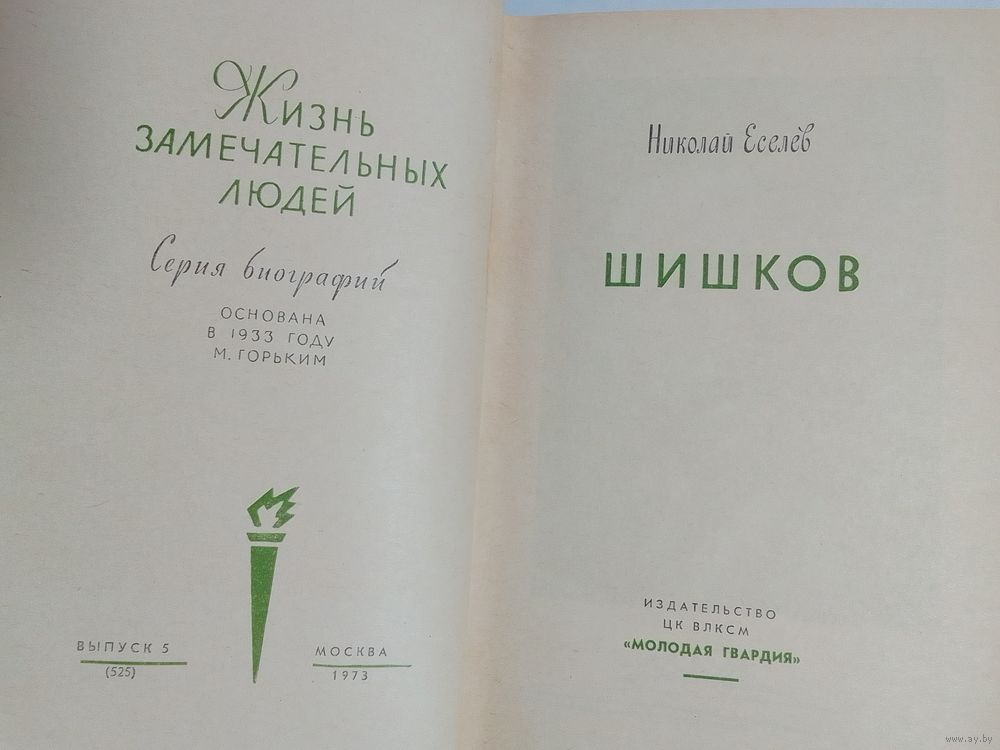 Жизнь
ЗАМЕЧАТЕЛЬНЫХ
ЛЮДЕЙ
Серия биографий
ОСНОВАНА
В 1933 ГОДУ
М. ГОРЬКИМ
ВЫПУСК 5
(525)
МОСКВА
1973
Николай Еселёв
ШИШКОВ
ИЗДАТЕЛЬСТВО
ЦК ВЛКСМ
«МОЛОДАЯ ГВАРДИЯ»
www.ay.by